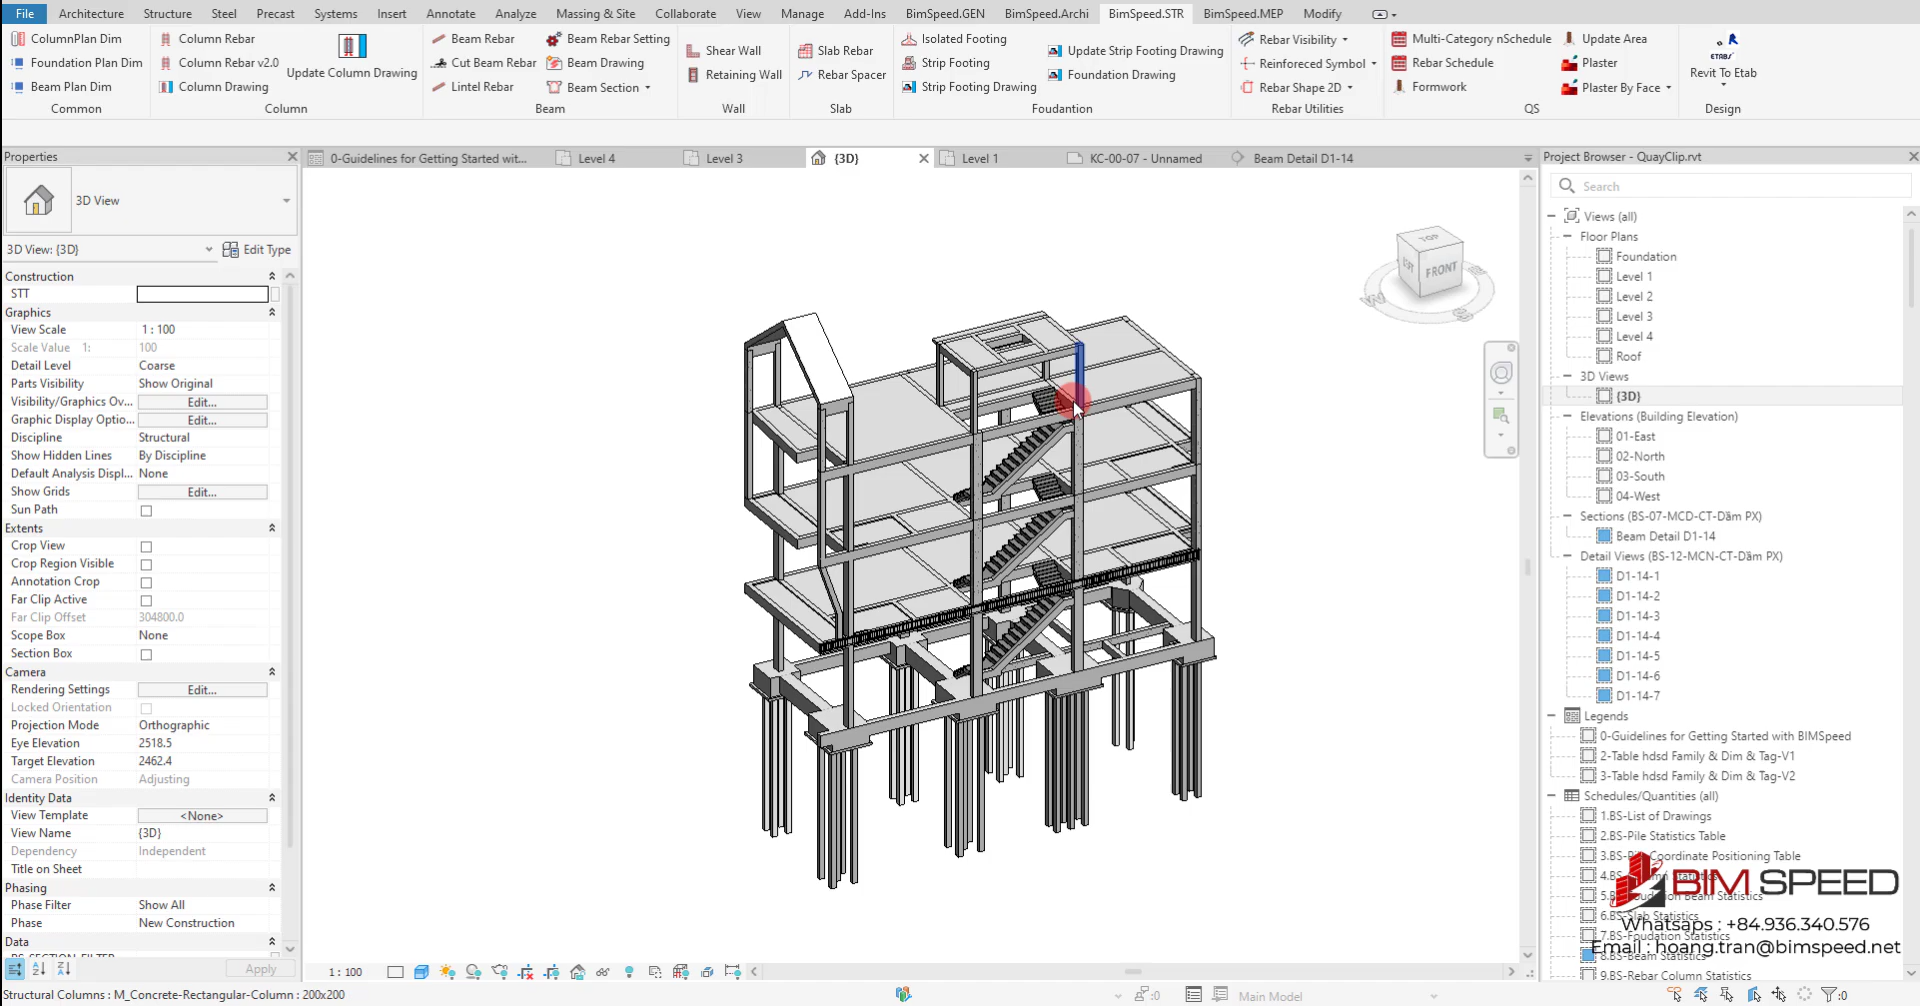 File Architecture Structure Steel Precast Systems Insert Annotate Analyze Massing & Site Collaborate View Manage Add-Ins BimSpeed.GEN BimSpeed.Archi BimSpeed.STR BimSpeed.MEP Modify
ColumnPlan Dim
Foundation Plan Dim
Beam Plan Dim
Common
Column Rebar
Column Rebar v2.0
Column Drawing
Update Column Drawing
Column
Beam Rebar
Cut Beam Rebar
Lintel Rebar
Beam Rebar Setting
Beam Drawing
Beam Section
Beam
Shear Wall
Retaining Wall
Wall
Slab Rebar
Rebar Spacer
Slab
Isolated Footing
Strip Footing
Strip Footing Drawing
Update Strip Footing Drawing
Foundation Drawing
Foudantion
Rebar Visibility
Reinforced Symbol
Rebar Shape 2D
Rebar Utilities
Multi-Category nSchedule
Rebar Schedule
Formwork
Update Area
Plaster
Plaster By Face
QS
ETABS
Revit To Etab
Design
Properties
3D View
3D View: {3D} Edit Type
Construction
STT
Graphics
View Scale 1 : 100
Scale Value 1: 100
Detail Level Coarse
Parts Visibility Show Original
Visibility/Graphics Ov... Edit...
Graphic Display Optio... Edit...
Discipline Structural
Show Hidden Lines By Discipline
Default Analysis Displ... None
Show Grids Edit...
Sun Path
Extents
Crop View
Crop Region Visible
Annotation Crop
Far Clip Active
Far Clip Offset 304800.0
Scope Box None
Section Box
Camera
Rendering Settings Edit...
Locked Orientation
Projection Mode Orthographic
Eye Elevation 2518.5
Target Elevation 2462.4
Camera Position Adjusting
Identity Data
View Template <None>
View Name {3D}
Dependency Independent
Title on Sheet
Phasing
Phase Filter Show All
Phase New Construction
Data
Apply
0-Guidelines for Getting Started wit... Level 4 Level 3 {3D} Level 1 KC-00-07 - Unnamed Beam Detail D1-14
TOP
LEFT FRONT
W S
Project Browser - QuayClip.rvt
Search
Views (all)
Floor Plans
Foundation
Level 1
Level 2
Level 3
Level 4
Roof
3D Views
{3D}
Elevations (Building Elevation)
01-East
02-North
03-South
04-West
Sections (BS-07-MCD-CT-Dầm PX)
Beam Detail D1-14
Detail Views (BS-12-MCN-CT-Dầm PX)
D1-14-1
D1-14-2
D1-14-3
D1-14-4
D1-14-5
D1-14-6
D1-14-7
Legends
0-Guidelines for Getting Started with BIMSpeed
2-Table hdsd Family & Dim & Tag-V1
3-Table hdsd Family & Dim & Tag-V2
Schedules/Quantities (all)
1.BS-List of Drawings
2.BS-Pile Statistics Table
Coordinate Positioning Table
BIM SPEED
Beam Statistics
6.BS-Slab Statistics
Whatsaps : +84.936.340.576
7.BS-Foudation Statistics
Email : hoang.tran@bimspeed.net
8.BS-Beam Statistics
9.BS-Rebar Column Statistics
1 : 100
Structural Columns : M_Concrete-Rectangular-Column : 200x200
:0 Main Model :0